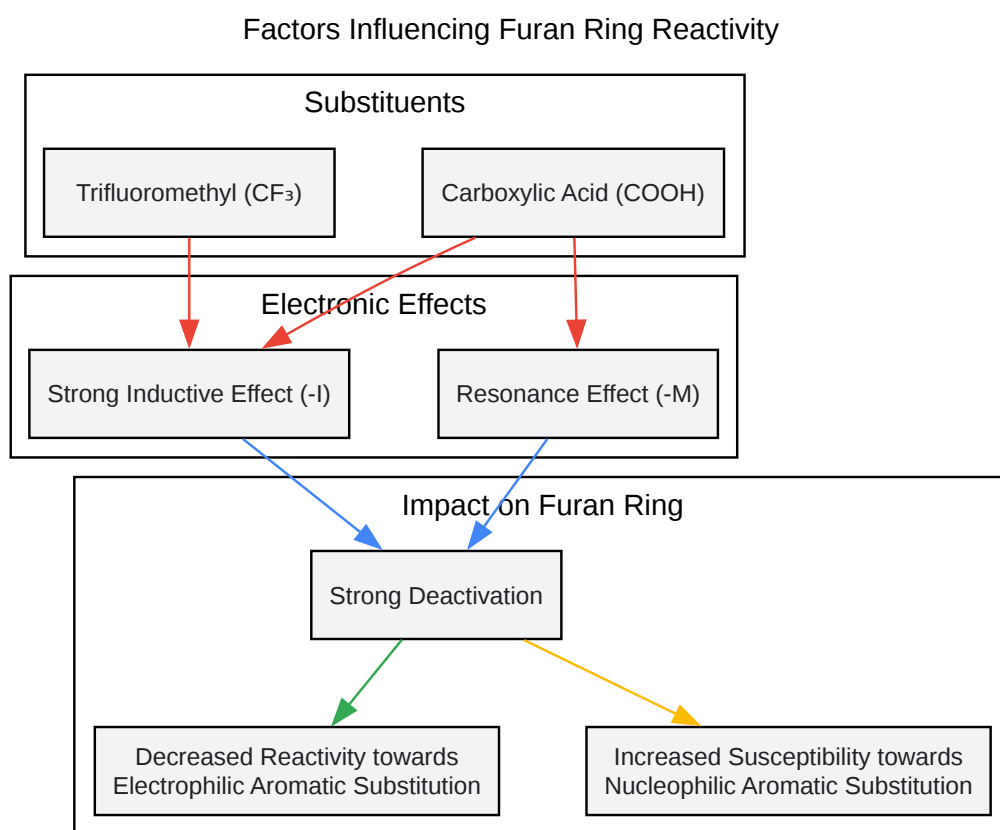 Factors Influencing Furan Ring Reactivity
Substituents
Trifluoromethyl (CF₃)
Carboxylic Acid (COOH)
Electronic Effects
Strong Inductive Effect (-I)
Resonance Effect (-M)
Impact on Furan Ring
Strong Deactivation
Decreased Reactivity towards
Electrophilic Aromatic Substitution
Increased Susceptibility towards
Nucleophilic Aromatic Substitution